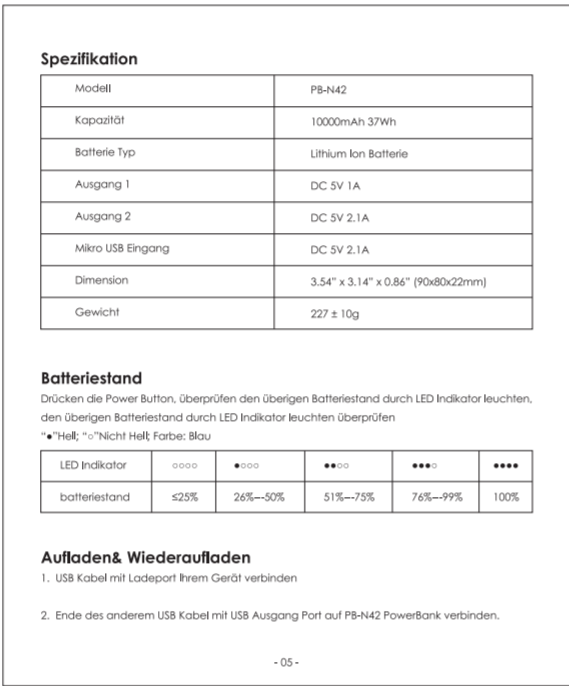 Spezifikation
Modell PB-N42
Kapazität 10000mAh 37Wh
Batterie Typ Lithium Ion Batterie
Ausgang 1 DC 5V 1A
Ausgang 2 DC 5V 2.1A
Mikro USB Eingang DC 5V 2.1A
Dimension 3.54" x 3.14" x 0.86" (90x80x22mm)
Gewicht 227 ± 10g
Batteriestand
Drücken die Power Button, überprüfen den überigen Batteriestand durch LED Indikator leuchten,
den überigen Batteriestand durch LED Indikator leuchten überprüfen
"●"Hell; "○"Nicht Hell; Farbe: Blau
LED Indikator ○○○○ ●○○○ ●●○○ ●●●○ ●●●●
batteriestand ≤25% 26%--50% 51%--75% 76%--99% 100%
Aufladen& Wiederaufladen
1. USB Kabel mit Ladeport Ihrem Gerät verbinden
2. Ende des anderem USB Kabel mit USB Ausgang Port auf PB-N42 PowerBank verbinden.
- 05 -